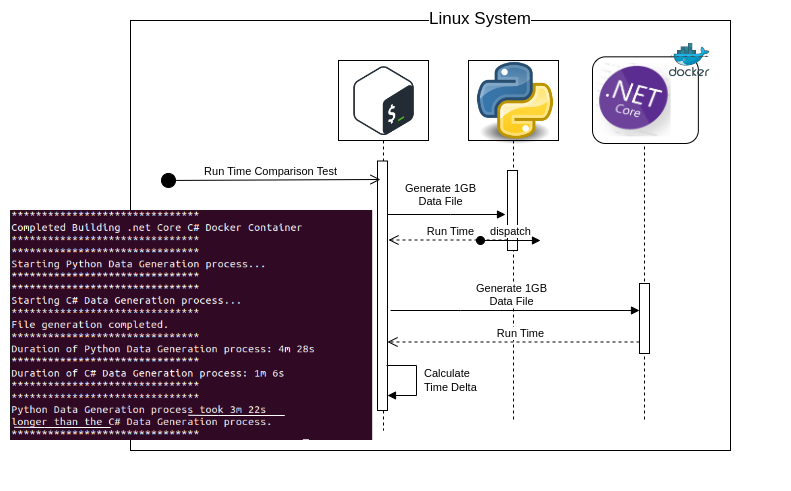 Linux System
docker
$
.NET
Core
Run Time Comparison Test
Generate 1GB
Data File
Run Time
dispatch
Generate 1GB
Data File
Run Time
Calculate
Time Delta
*******************************
Completed Building .net Core C# Docker Container
*******************************
*******************************
Starting Python Data Generation process...
*******************************
*******************************
Starting C# Data Generation process...
*******************************
File generation completed.
*******************************
Duration of Python Data Generation process: 4m 28s
*******************************
Duration of C# Data Generation process: 1m 6s
*******************************
*******************************
Python Data Generation process took 3m 22s
longer than the C# Data Generation process.
*******************************